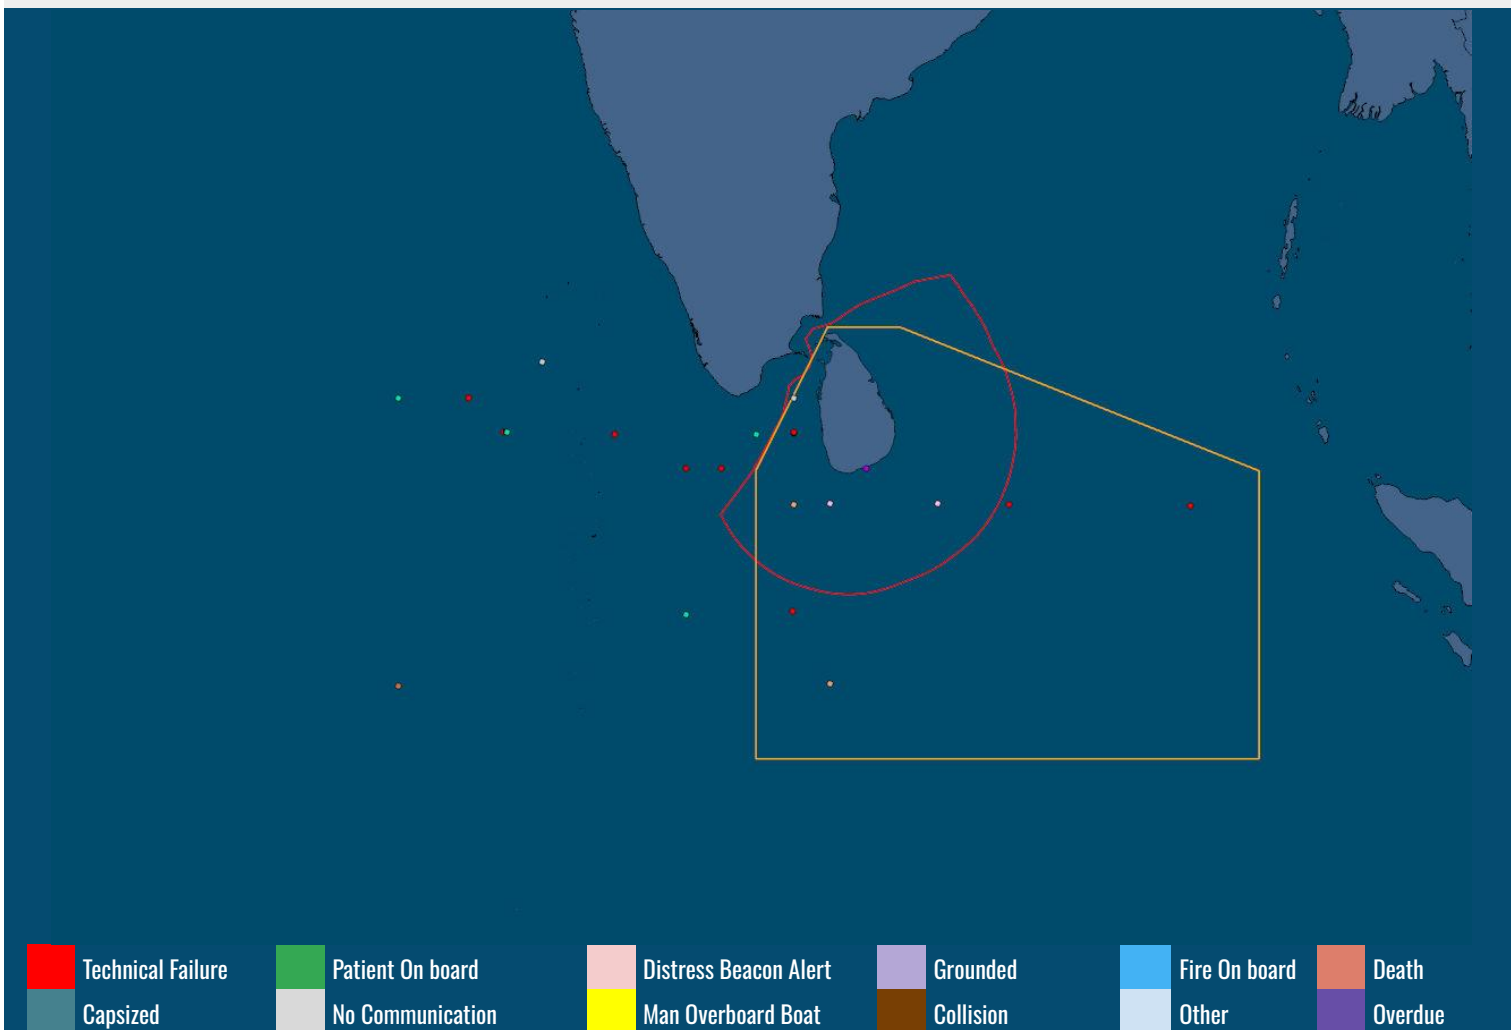 Technical Failure
Patient On board
Distress Beacon Alert
Grounded
Fire On board
Death
Capsized
No Communication
Man Overboard Boat
Collision
Other
Overdue